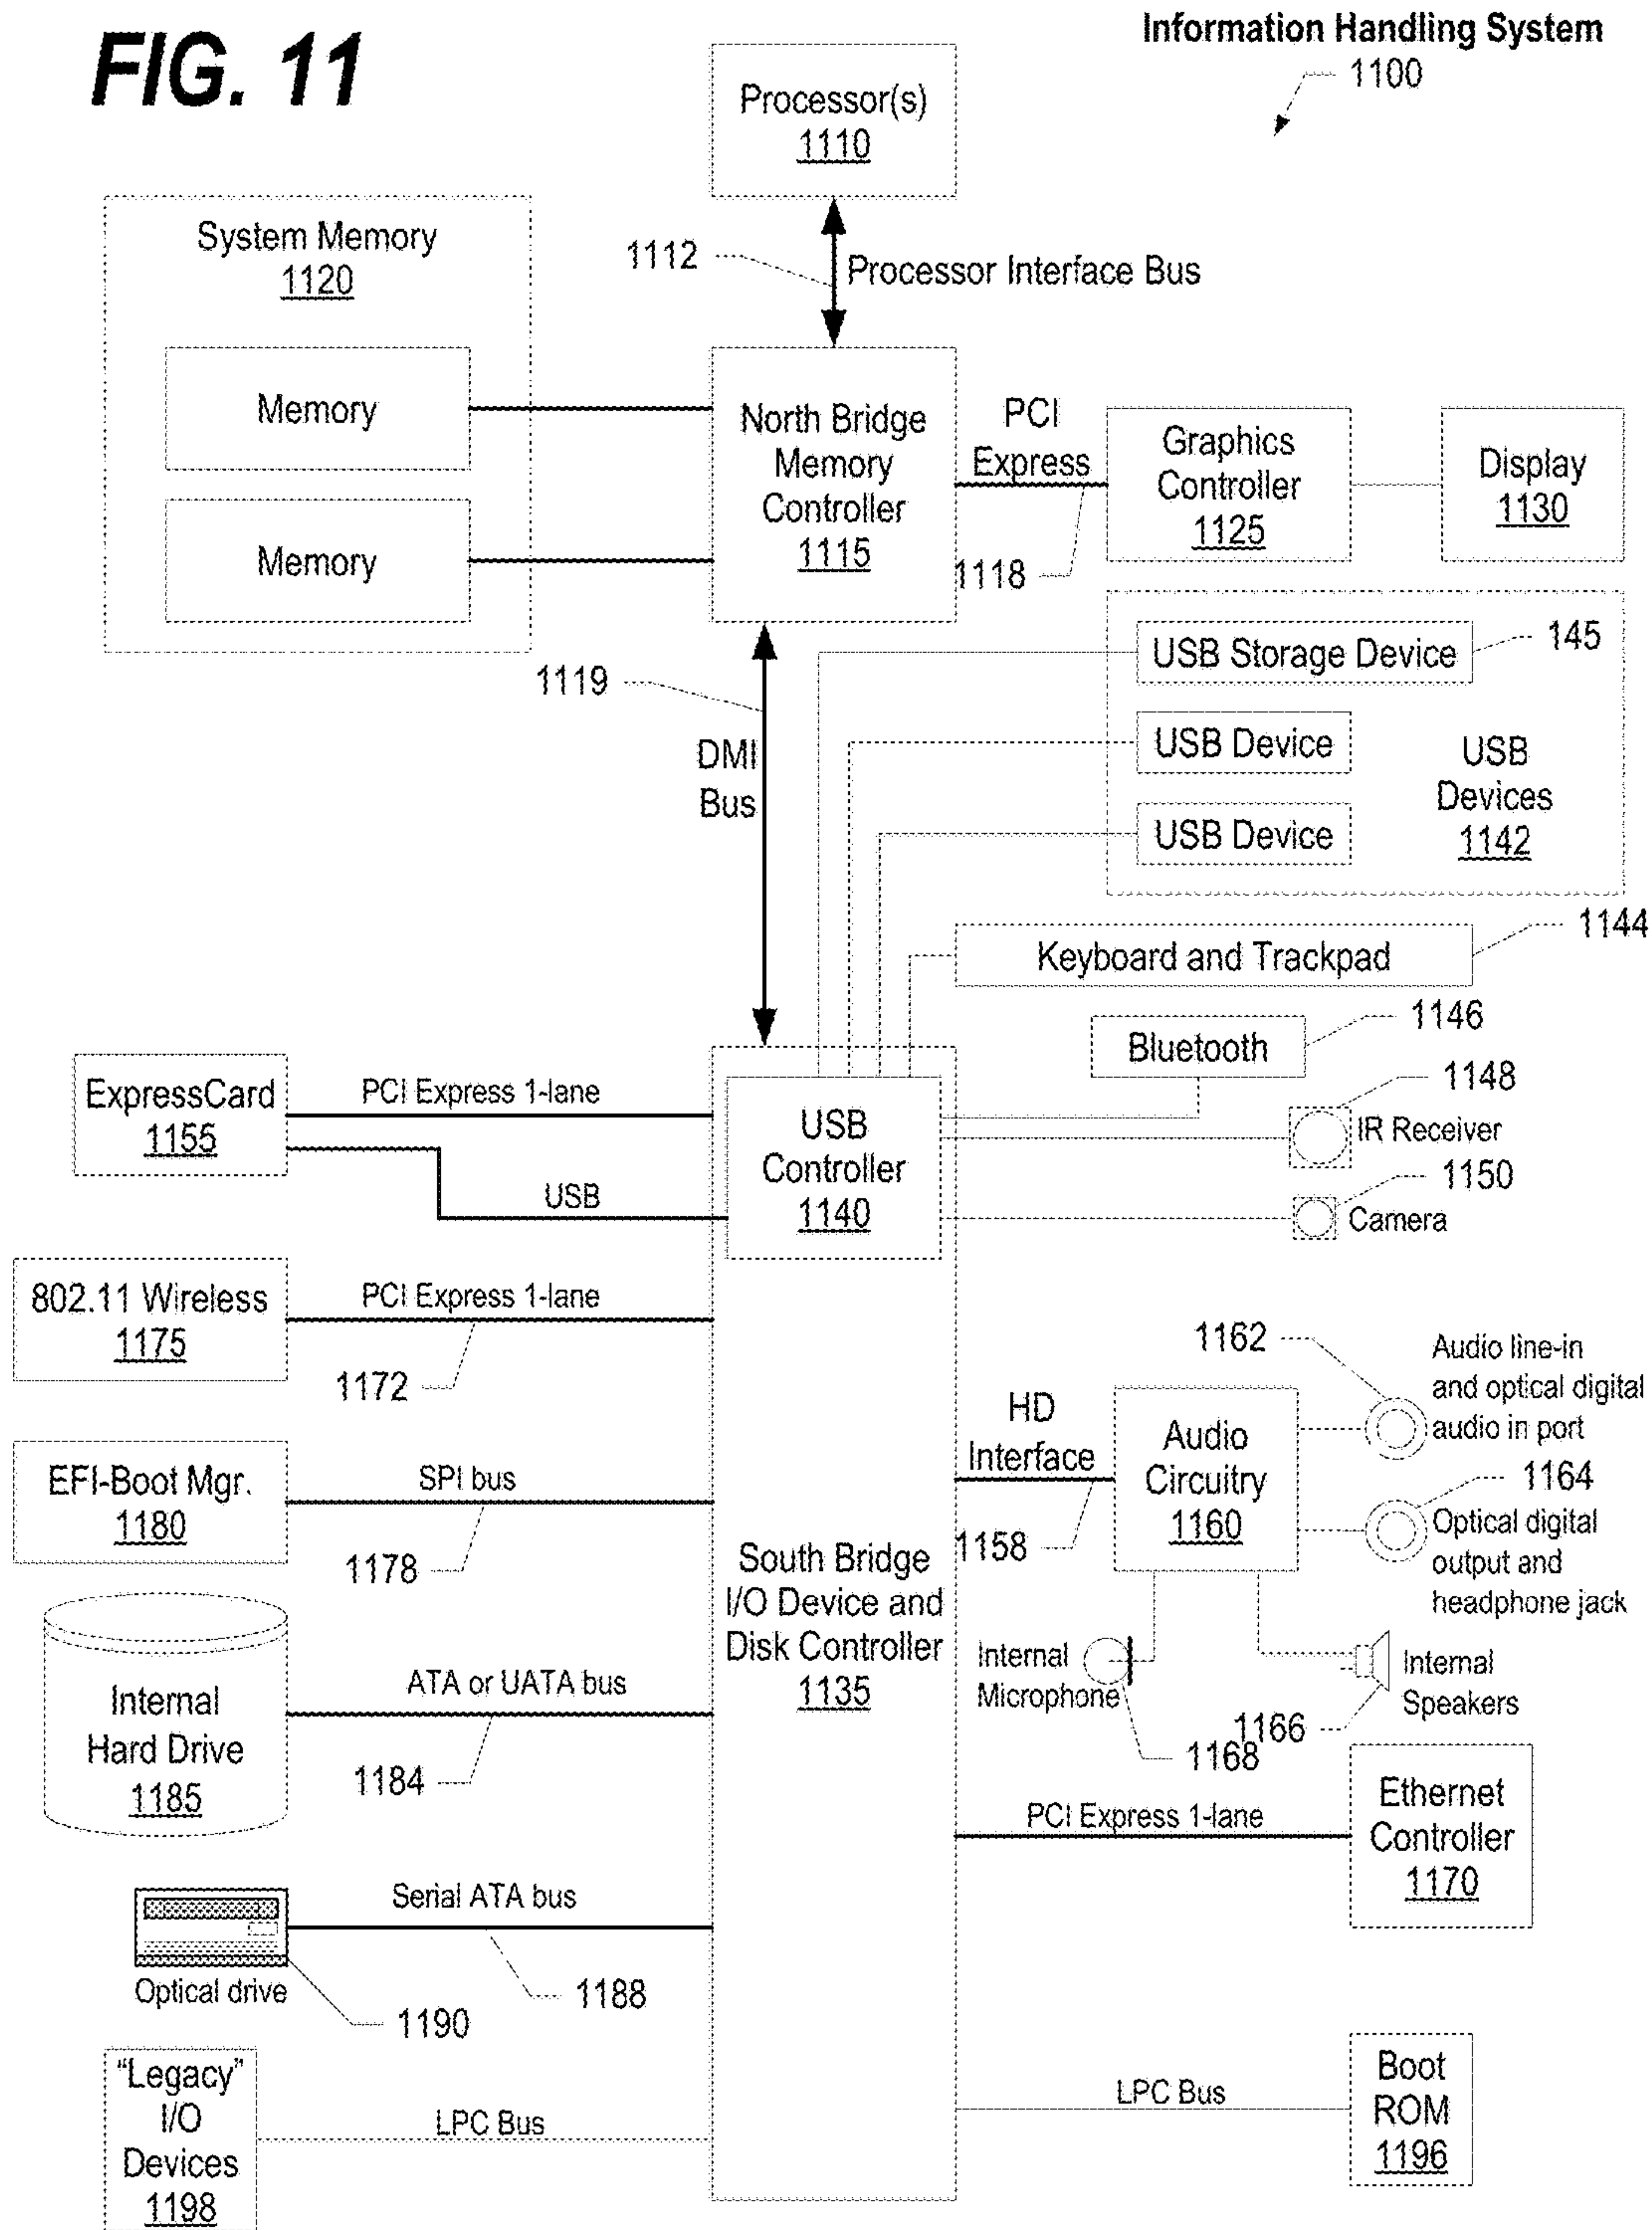 FIG. 11
Information Handling System
1100
Processor(s)
1110
System Memory
1120
1112
Processor Interface Bus
Memory
Memory
North Bridge
Memory
Controller
1115
PCI
Express
1118
Graphics
Controller
1125
Display
1130
1119
DMI
Bus
USB Storage Device
145
USB Device
USB Device
USB
Devices
1142
Keyboard and Trackpad
1144
Bluetooth
1146
1148
IR Receiver
1150
Camera
ExpressCard
1155
PCI Express 1-lane
USB
USB
Controller
1140
802.11 Wireless
1175
PCI Express 1-lane
1172
EFI-Boot Mgr.
1180
SPI bus
1178
HD
Interface
1158
Audio
Circuitry
1160
1162
Audio line-in
and optical digital
audio in port
1164
Optical digital
output and
headphone jack
South Bridge
I/O Device and
Disk Controller
1135
Internal
Microphone
1168
Internal
Speakers
1166
Internal
Hard Drive
1185
ATA or UATA bus
1184
PCI Express 1-lane
Ethernet
Controller
1170
Serial ATA bus
1188
Optical drive
1190
"Legacy"
I/O
Devices
1198
LPC Bus
LPC Bus
Boot
ROM
1196